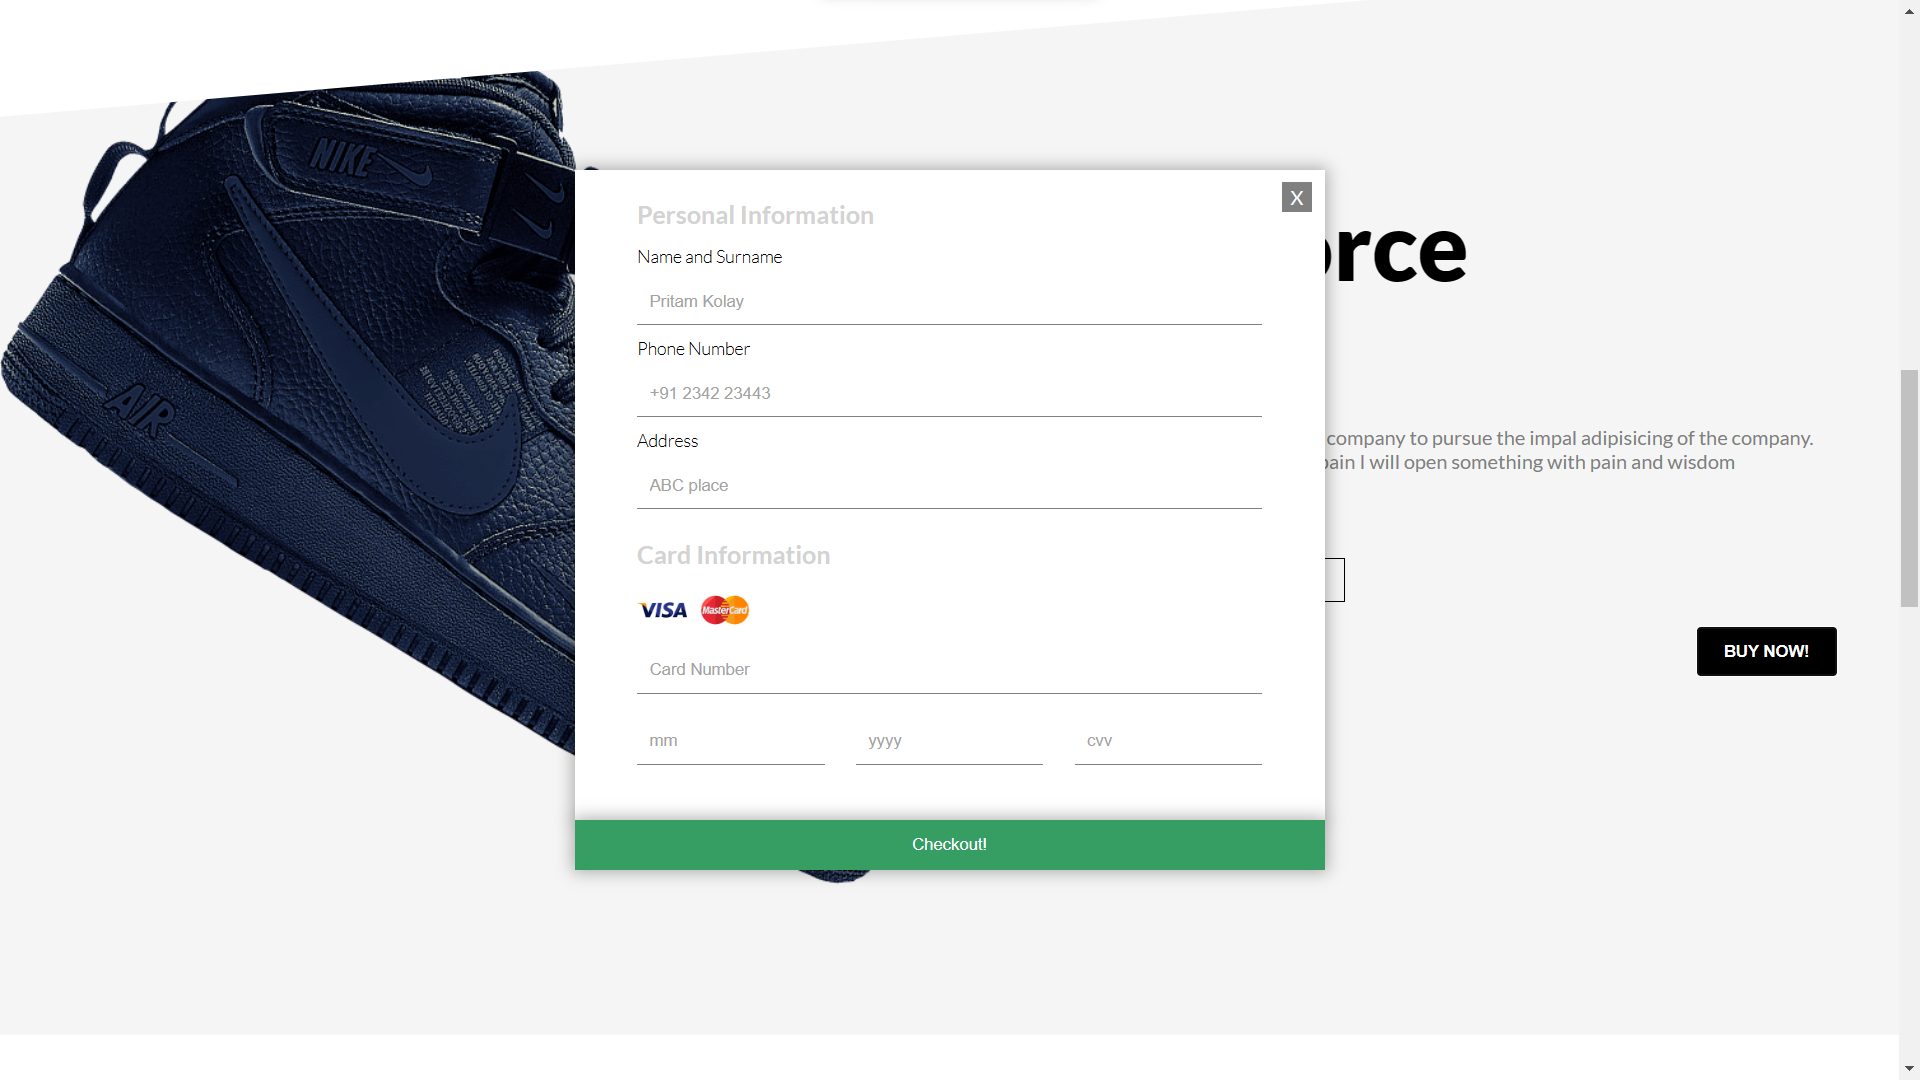 NIKE
AIR
Personal Information
X
Name and Surname
Pritam Kolay
Phone Number
+91 2342 23443
Address
ABC place
Card Information
VISA MasterCard
Card Number
mm yyyy cvv
Checkout!
orce
company to pursue the impal adipisicing of the company.
pain I will open something with pain and wisdom
BUY NOW!